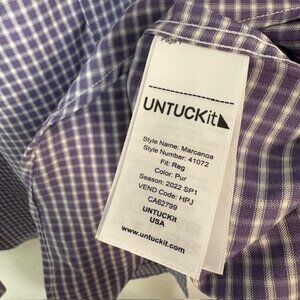 UNTUCKit
Style Name: Marcanoa
Style Number: 41072
Fit: Reg
Color: Pur
Season: 2022 SP1
VEND Code: HPJ
CA62799
UNTUCKit
USA
www.untuckit.com